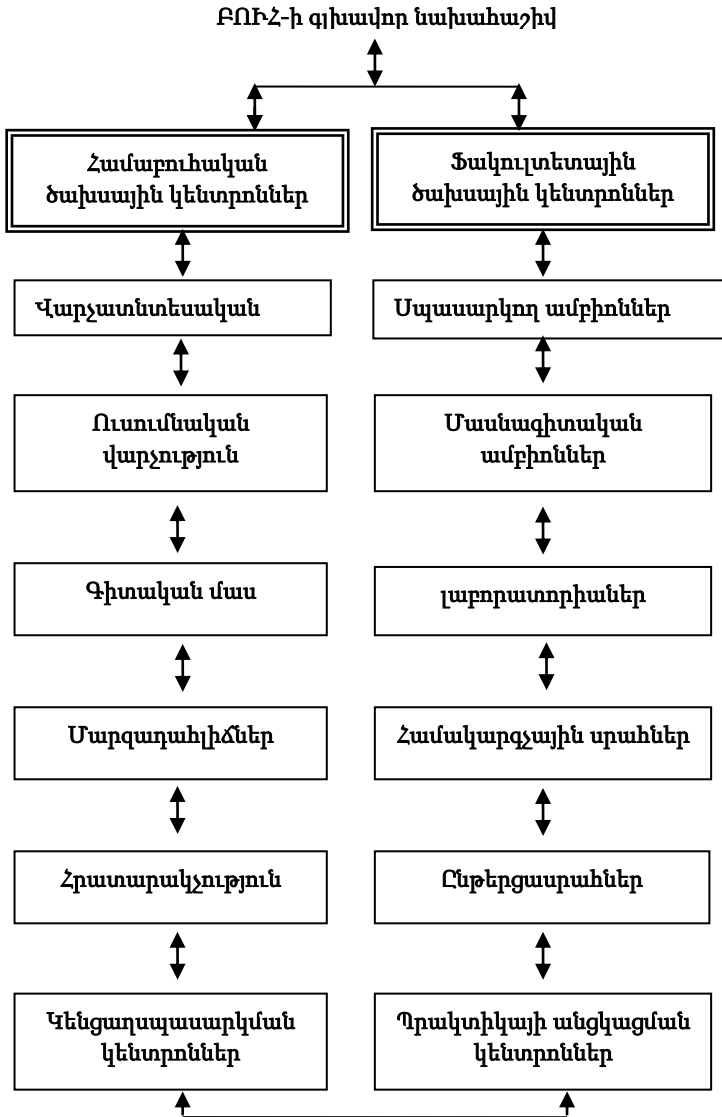 ԲՈՒՀ-ի գլխավոր նախահաշիվ
Համաբուհական
ծախսային կենտրոններ
Ֆակուլտետային
ծախսային կենտրոններ
Վարչատնտեսական
Սպասարկող ամբիոններ
Ուսումնական
վարչություն
Մասնագիտական
ամբիոններ
Գիտական մաս
լաբորատորիաներ
Մարզադահլիճներ
Համակարգչային սրահներ
Հրատարակչություն
Ընթերցասրահներ
Կենցաղսպասարկման
կենտրոններ
Պրակտիկայի անցկացման
կենտրոններ